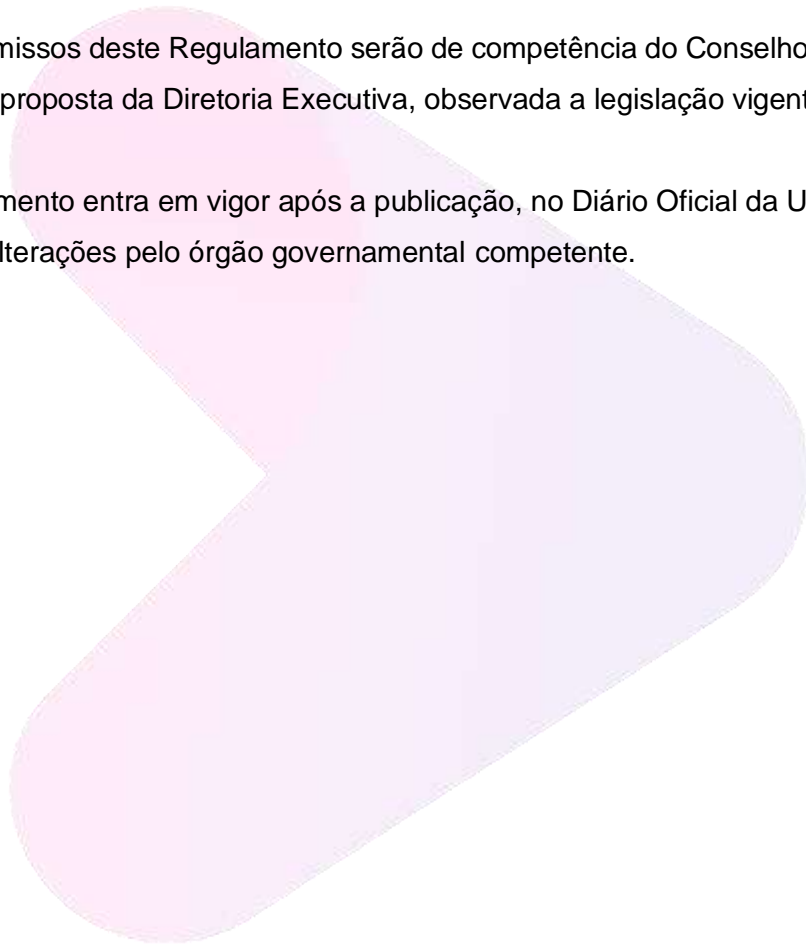 missos deste Regulamento serão de competência do Conselho
proposta da Diretoria Executiva, observada a legislação vigent
mento entra em vigor após a publicação, no Diário Oficial da U
lterações pelo órgão governamental competente.